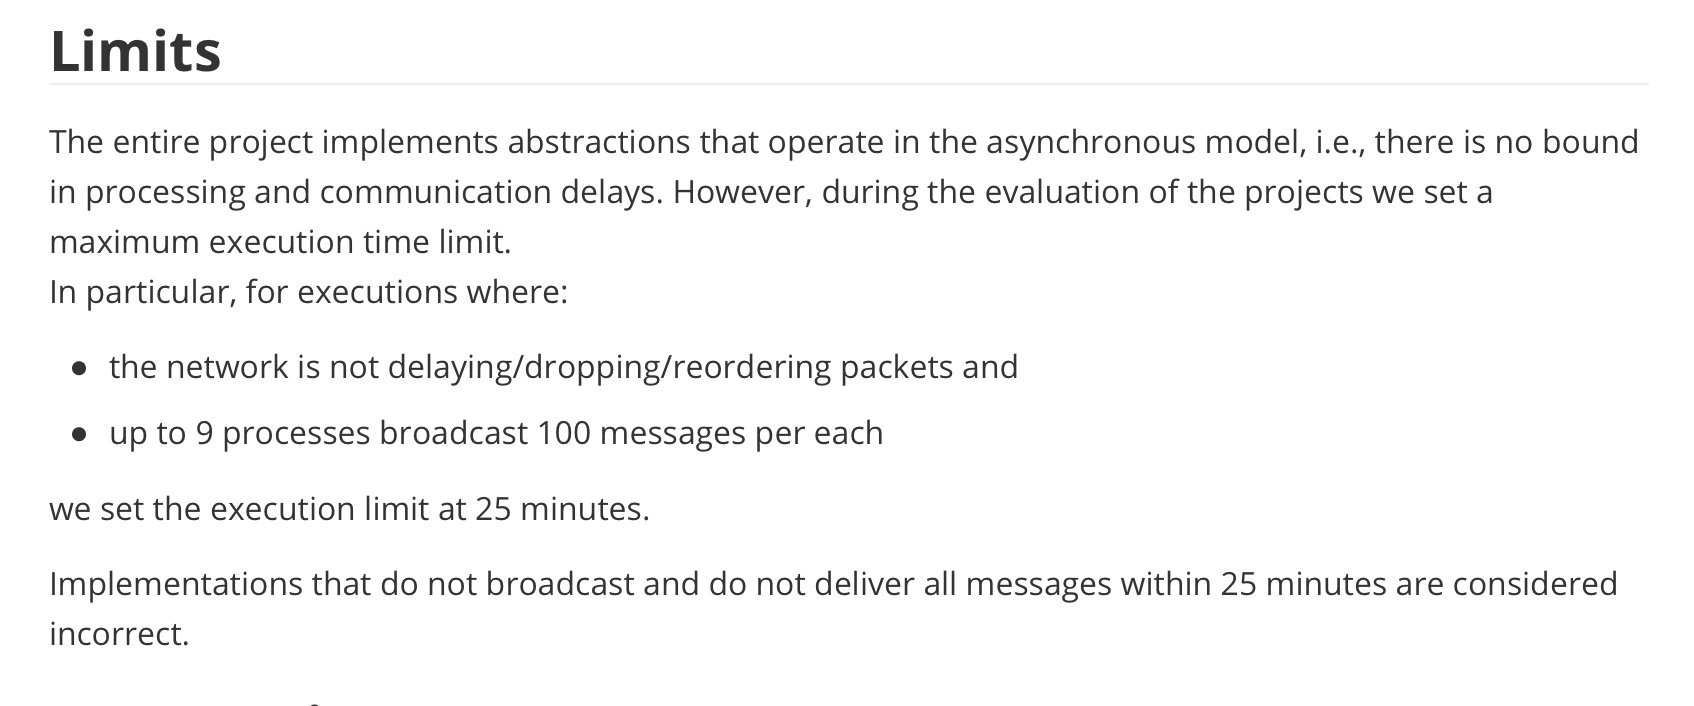 Limits
The entire project implements abstractions that operate in the asynchronous model, i.e., there is no bound
in processing and communication delays. However, during the evaluation of the projects we set a
maximum execution time limit.
In particular, for executions where:
● the network is not delaying/dropping/reordering packets and
● up to 9 processes broadcast 100 messages per each
we set the execution limit at 25 minutes.
Implementations that do not broadcast and do not deliver all messages within 25 minutes are considered
incorrect.